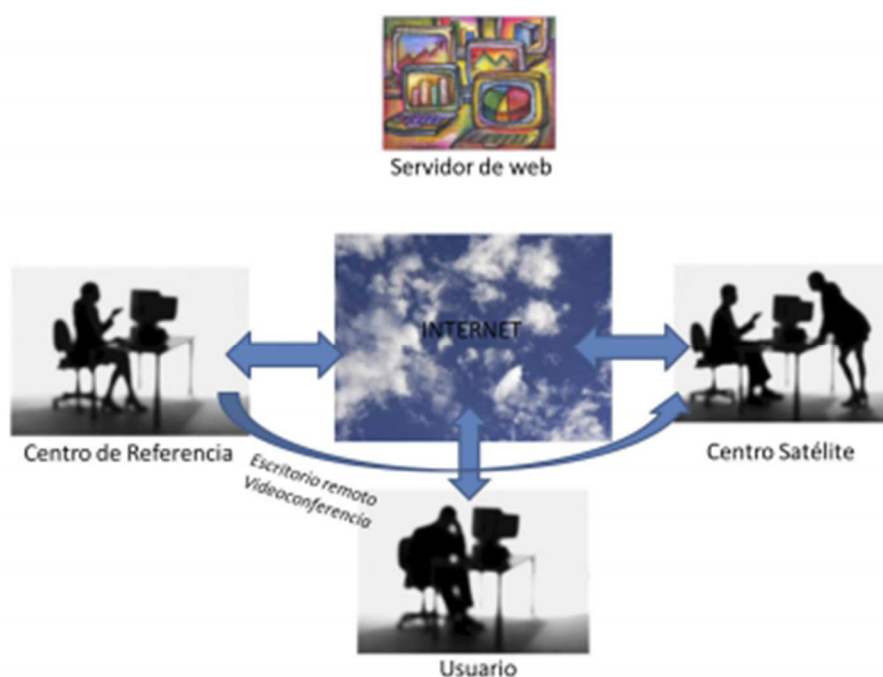 Servidor de web
INTERNET
Centro de Referencia
Centro Satélite
Escritorio remoto
Videoconferencia
Usuario